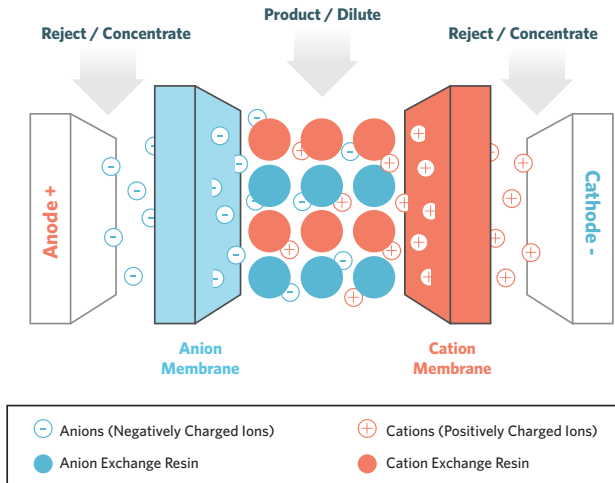 Product / Dilute
Reject / Concentrate
Reject / Concentrate
Anode +
Cathode -
Anion
Membrane
Cation
Membrane
Anions (Negatively Charged Ions)
Cations (Positively Charged Ions)
Anion Exchange Resin
Cation Exchange Resin